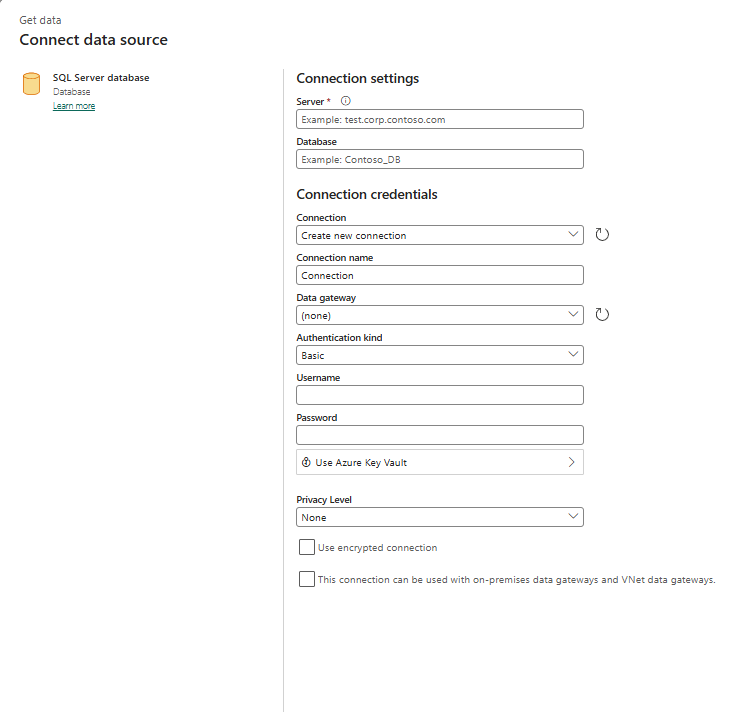 Get data
Connect data source
SQL Server database
Database
Learn more
Connection settings
Server *
Example: test.corp.contoso.com
Database
Example: Contoso_DB
Connection credentials
Connection
Create new connection
Connection name
Connection
Data gateway
(none)
Authentication kind
Basic
Username
Password
Use Azure Key Vault
Privacy Level
None
Use encrypted connection
This connection can be used with on-premises data gateways and VNet data gateways.